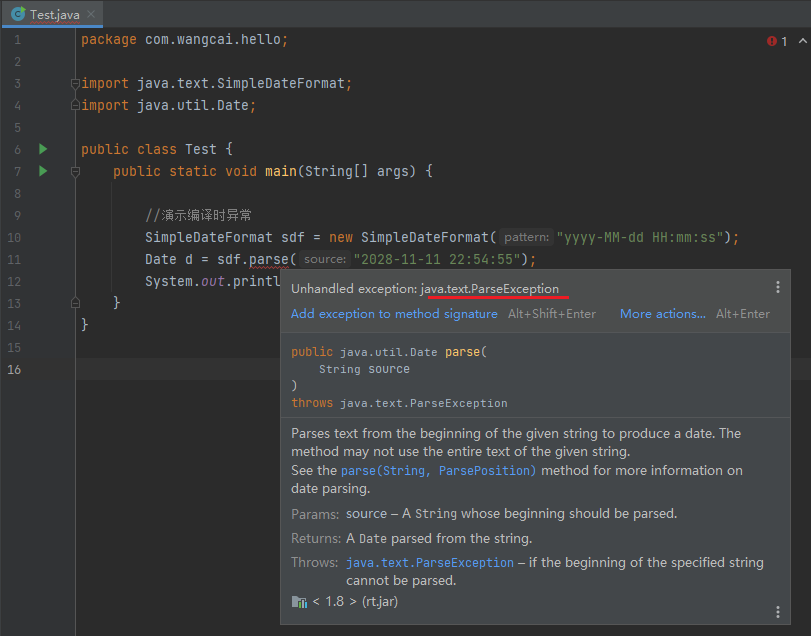 Test.java
1 package com.wangcai.hello; 1
2
3 import java.text.SimpleDateFormat;
4 import java.util.Date;
5
6 public class Test {
7 public static void main(String[] args) {
8
9 //演示编译时异常
10 SimpleDateFormat sdf = new SimpleDateFormat( pattern: "yyyy-MM-dd HH:mm:ss");
11 Date d = sdf.parse( source: "2028-11-11 22:54:55");
12 System.out.printl
13 }
14 }
15
16
Unhandled exception: java.text.ParseException
Add exception to method signature Alt+Shift+Enter More actions... Alt+Enter
public java.util.Date parse(
String source
)
throws java.text.ParseException
Parses text from the beginning of the given string to produce a date. The
method may not use the entire text of the given string.
See the parse(String, ParsePosition) method for more information on
date parsing.
Params: source – A String whose beginning should be parsed.
Returns: A Date parsed from the string.
Throws: java.text.ParseException – if the beginning of the specified string
cannot be parsed.
< 1.8 > (rt.jar)